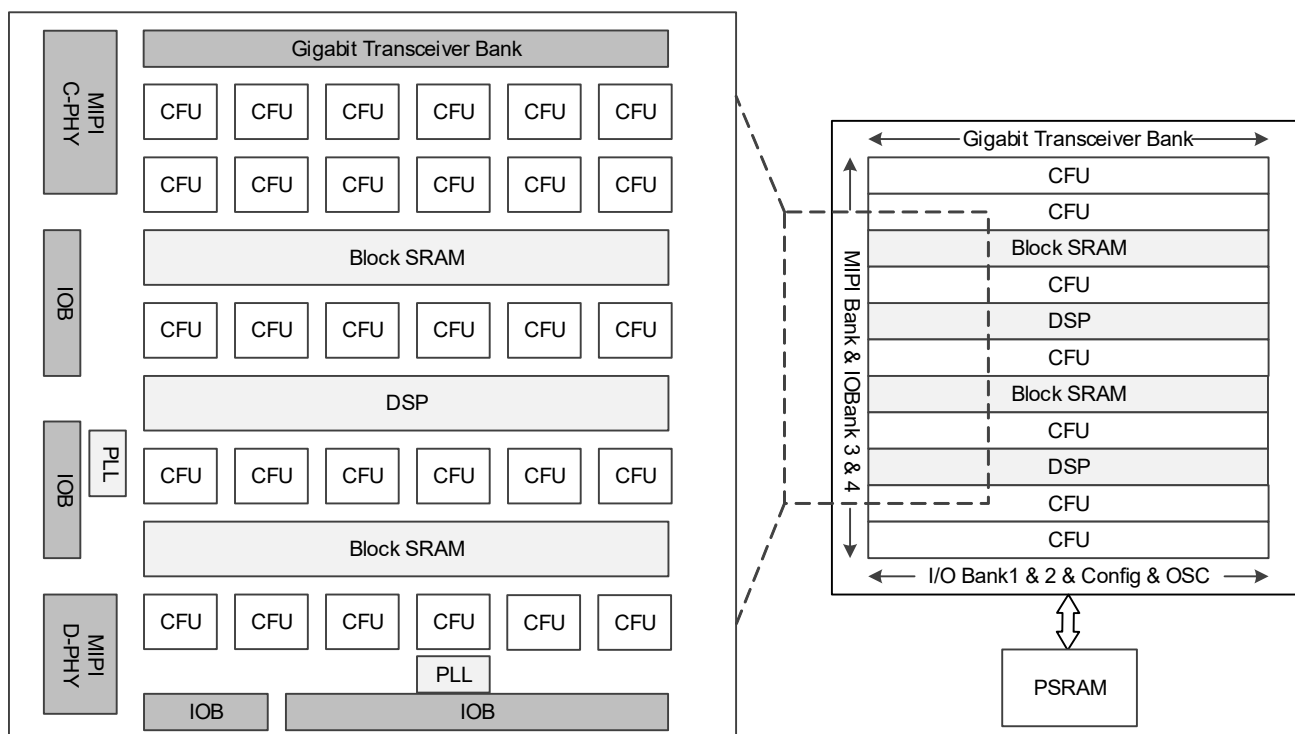 Gigabit Transceiver Bank
MIPI
C-PHY
CFU CFU CFU CFU CFU CFU
CFU CFU CFU CFU CFU CFU
Block SRAM
IOB
CFU CFU CFU CFU CFU CFU
DSP
IOB
PLL
CFU CFU CFU CFU CFU CFU
Block SRAM
MIPI
D-PHY
CFU CFU CFU CFU CFU CFU
PLL
IOB
IOB
Gigabit Transceiver Bank
MIPI Bank & IOBank 3 & 4
CFU
CFU
Block SRAM
CFU
DSP
CFU
Block SRAM
CFU
DSP
CFU
CFU
I/O Bank1 & 2 & Config & OSC
PSRAM